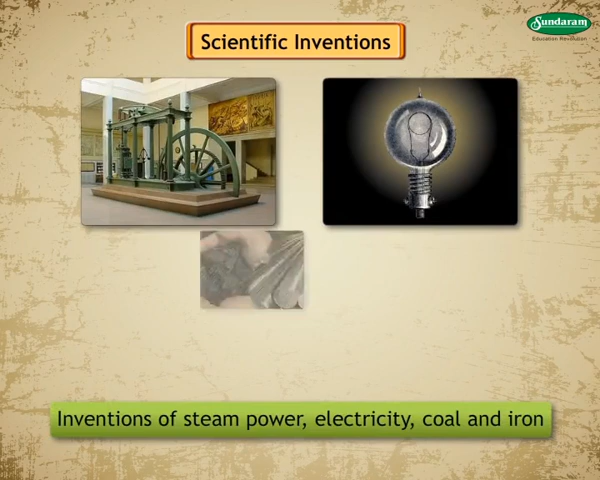 Scientific Inventions
Sundaram
Education Revolution
Inventions of steam power, electricity, coal and iron